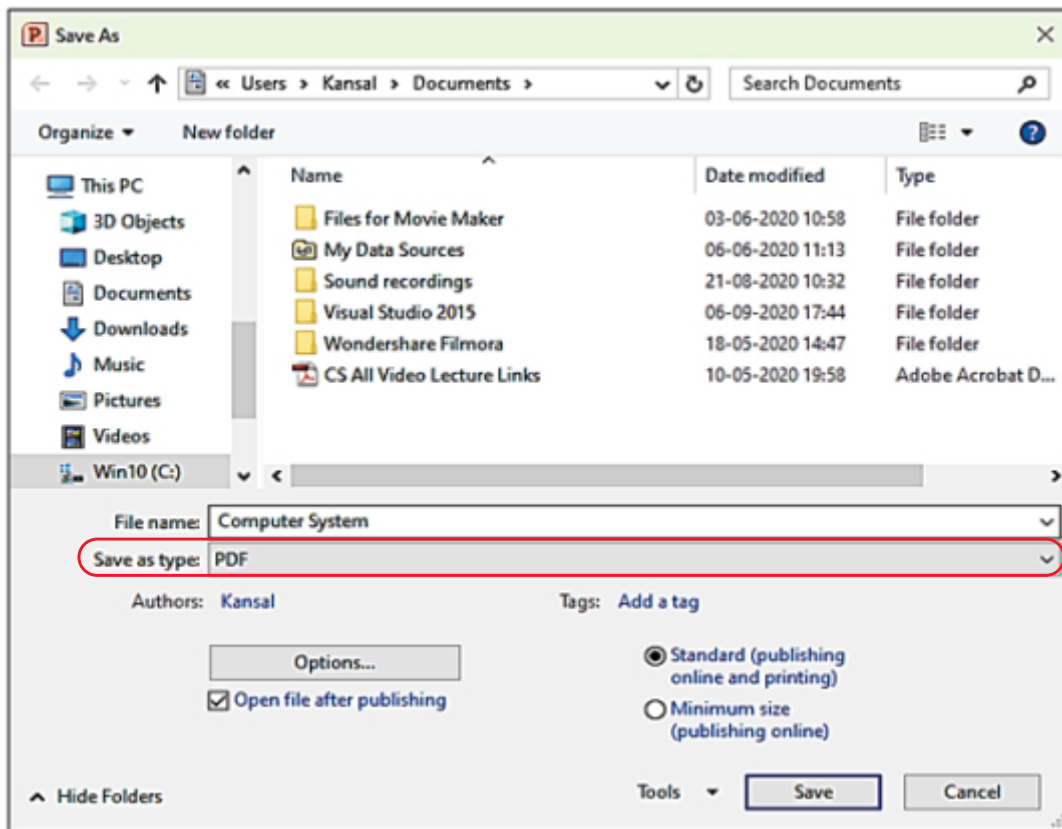 Save As
« Users › Kansal › Documents ›
Search Documents
Organize
New folder
This PC
3D Objects
Desktop
Documents
Downloads
Music
Pictures
Videos
Win10 (C:)
Name Date modified Type
Files for Movie Maker 03-06-2020 10:58 File folder
My Data Sources 06-06-2020 11:13 File folder
Sound recordings 21-08-2020 10:32 File folder
Visual Studio 2015 06-09-2020 17:44 File folder
Wondershare Filmora 18-05-2020 14:47 File folder
CS All Video Lecture Links 10-05-2020 19:58 Adobe Acrobat D...
File name: Computer System
Save as type: PDF
Authors: Kansal Tags: Add a tag
Options...
Open file after publishing
Standard (publishing
online and printing)
Minimum size
(publishing online)
Hide Folders
Tools
Save
Cancel